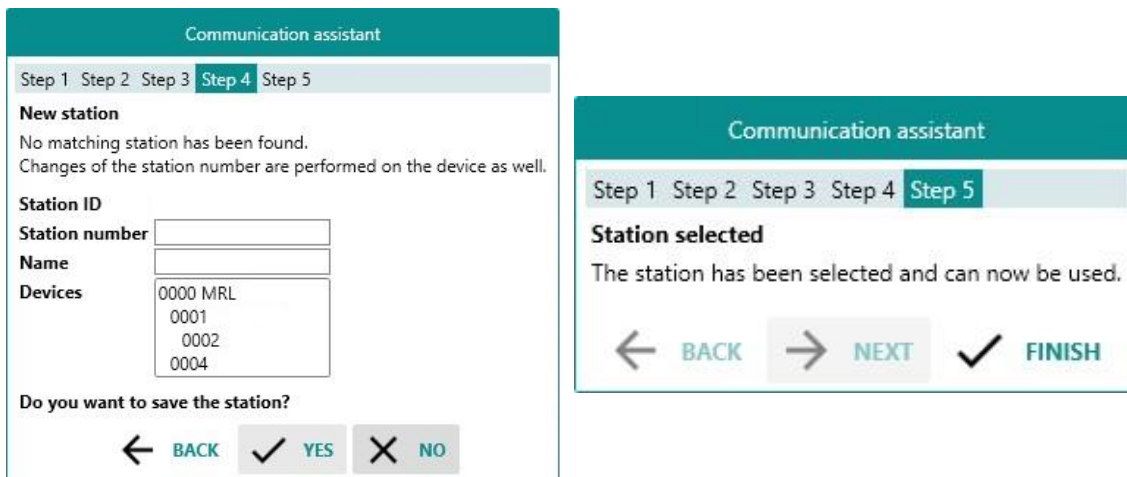 Communication assistant
Step 1 Step 2 Step 3 Step 4 Step 5
New station
No matching station has been found.
Changes of the station number are performed on the device as well.
Station ID
Station number
Name
Devices
0000 MRL
0001
0002
0004
Do you want to save the station?
BACK YES NO
Communication assistant
Step 1 Step 2 Step 3 Step 4 Step 5
Station selected
The station has been selected and can now be used.
BACK NEXT FINISH